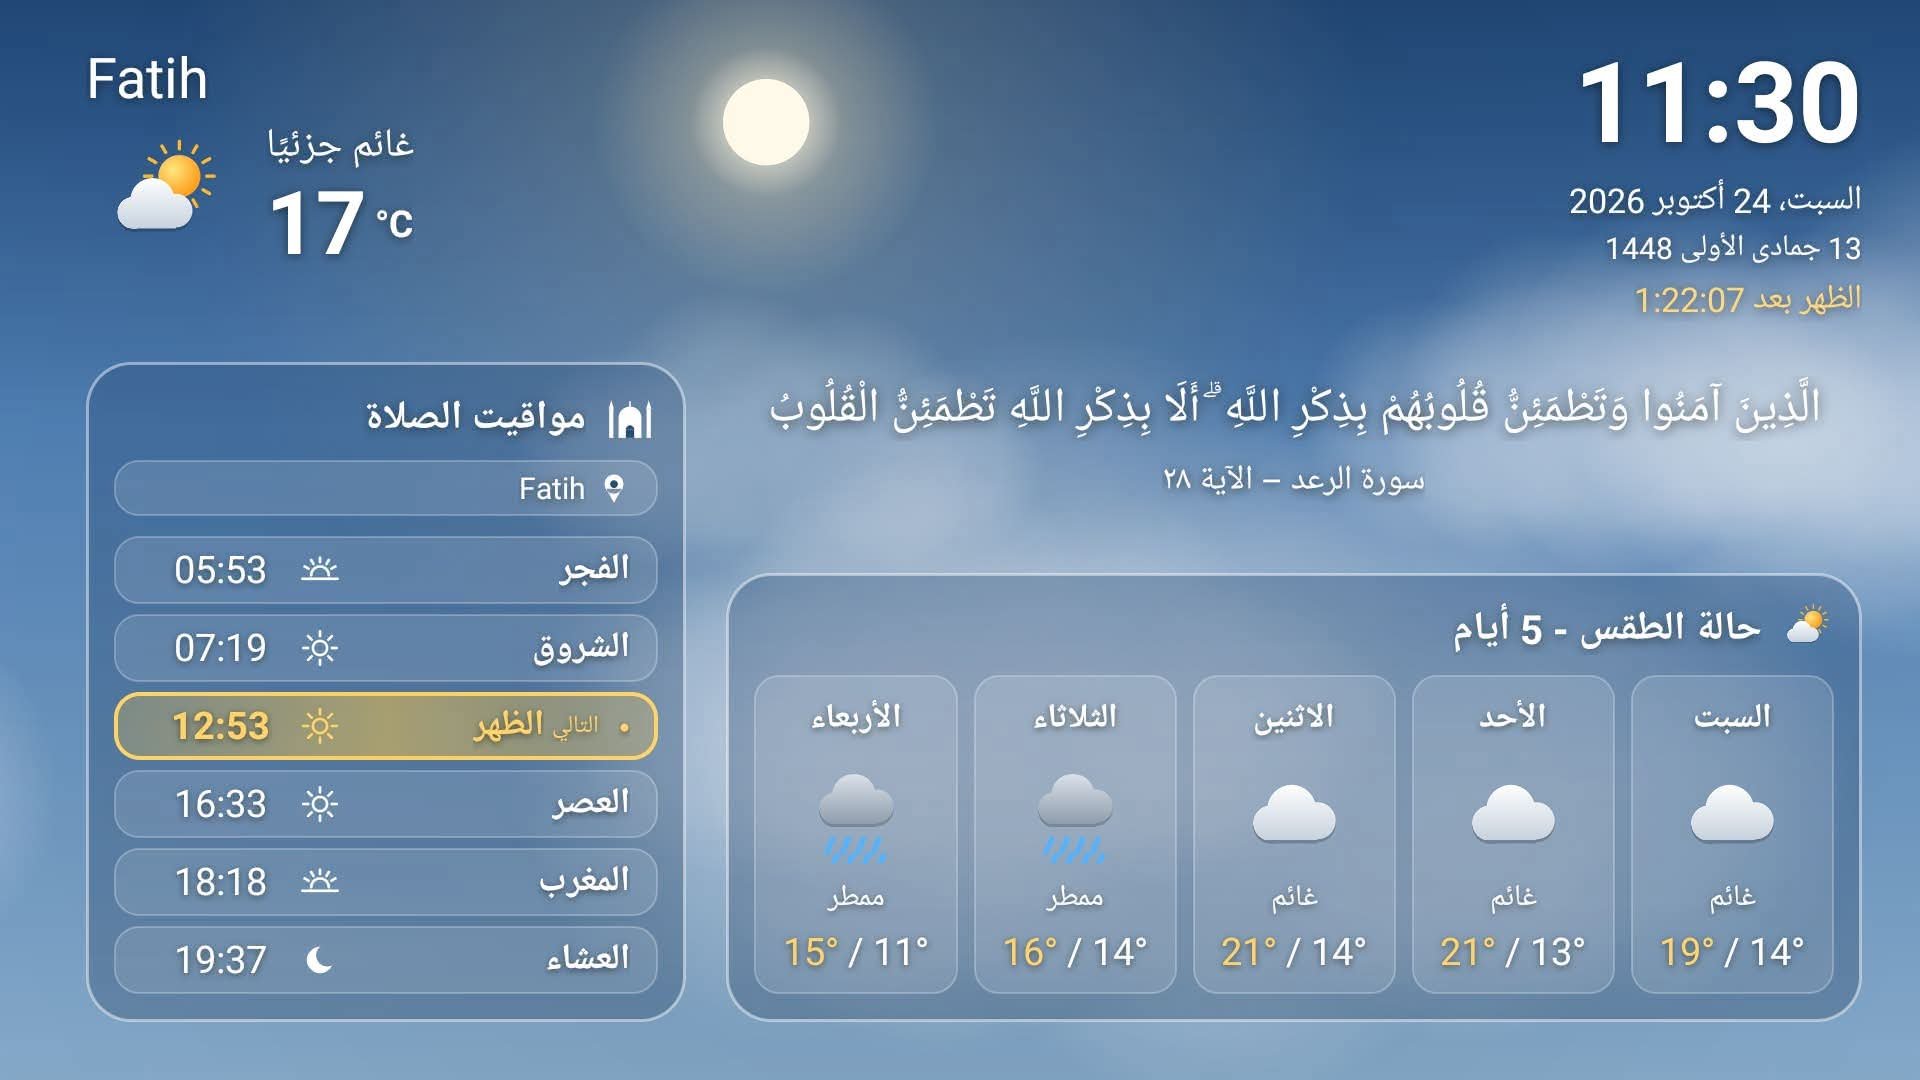 Fatih
غائم جزئيًا
17 °C
11:30
السبت، 24 أكتوبر 2026
13 جمادى الأولى 1448
الظهر بعد 1:22:07
الَّذِينَ آمَنُوا وَتَطْمَئِنُّ قُلُوبُهُمْ بِذِكْرِ اللَّهِ ۗ أَلَا بِذِكْرِ اللَّهِ تَطْمَئِنُّ الْقُلُوبُ
سورة الرعد – الآية ٢٨
مواقيت الصلاة
Fatih
الفجر 05:53
الشروق 07:19
• التالي الظهر 12:53
العصر 16:33
المغرب 18:18
العشاء 19:37
حالة الطقس - 5 أيام
السبت
غائم
19° / 14°
الأحد
غائم
21° / 13°
الاثنين
غائم
21° / 14°
الثلاثاء
ممطر
16° / 14°
الأربعاء
ممطر
15° / 11°